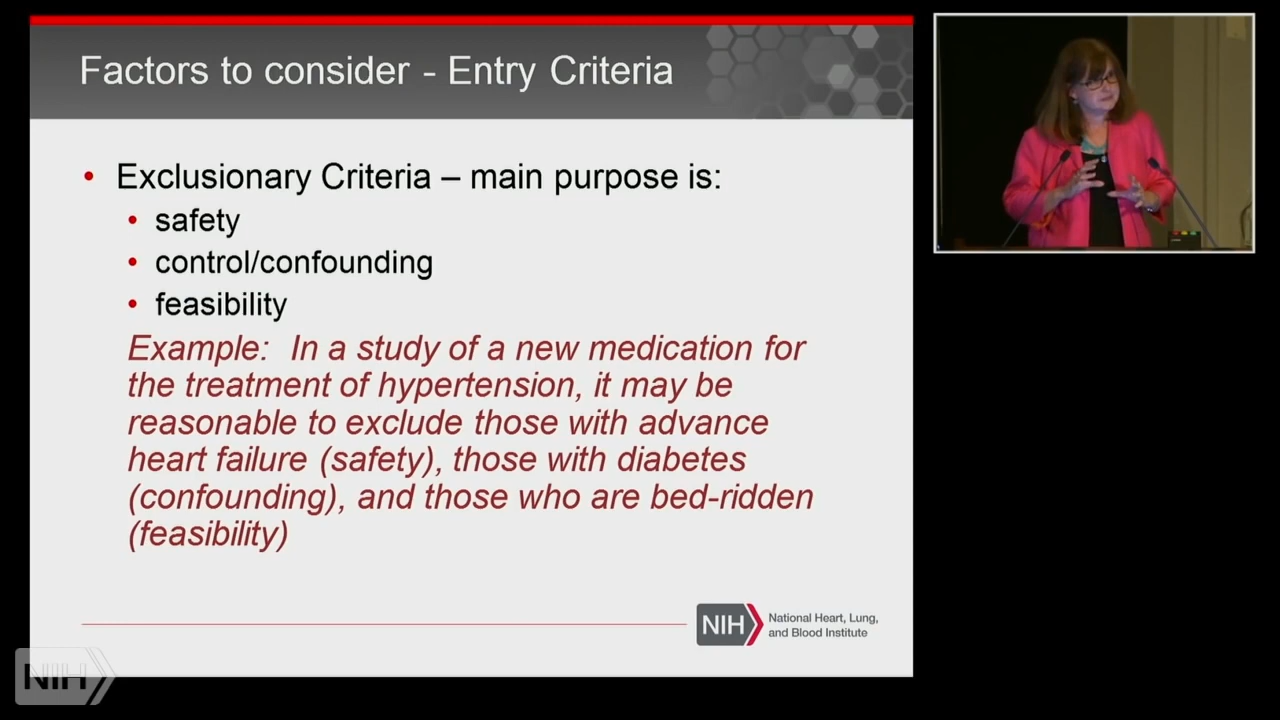 Factors to consider - Entry Criteria
• Exclusionary Criteria – main purpose is:
• safety
• control/confounding
• feasibility
Example: In a study of a new medication for
the treatment of hypertension, it may be
reasonable to exclude those with advance
heart failure (safety), those with diabetes
(confounding), and those who are bed-ridden
(feasibility)
NIH
National Heart, Lung,
and Blood Institute
NIH